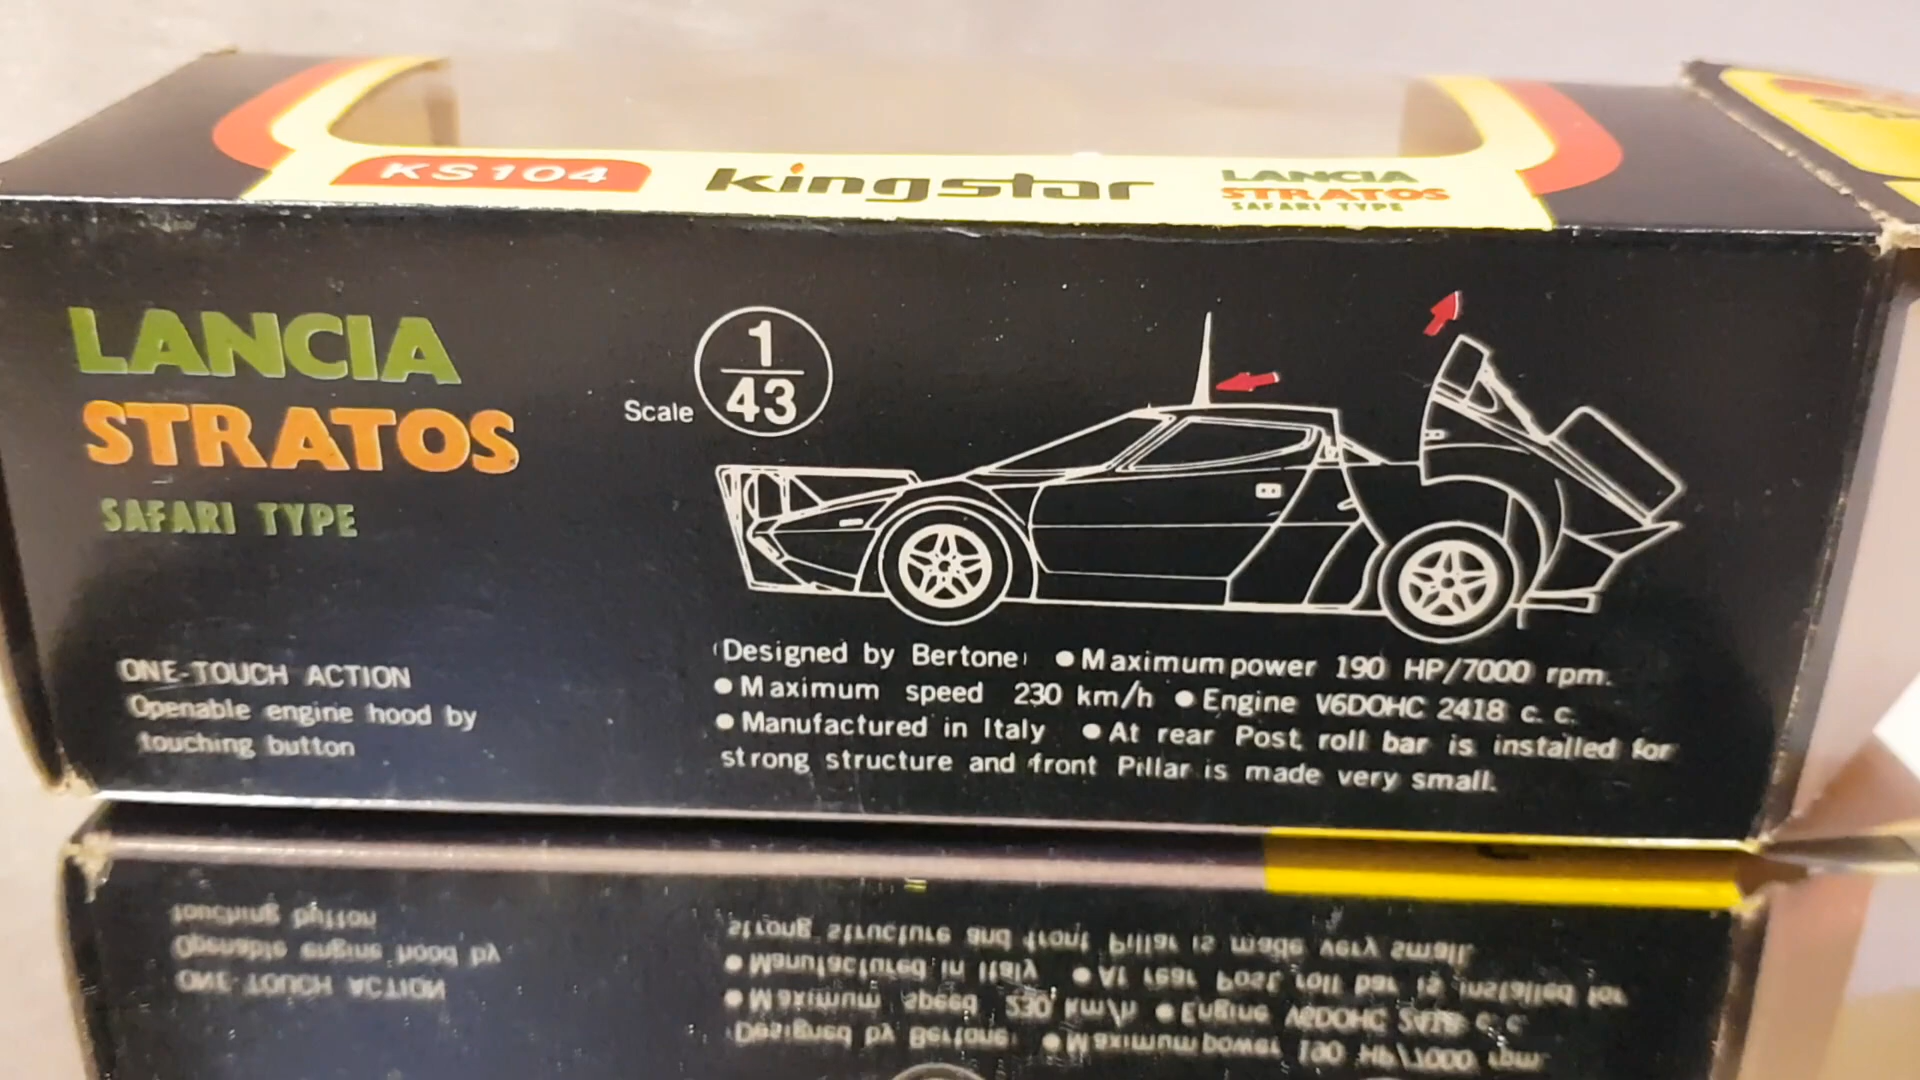 KS104 kingstar LANCIA
STRATOS
SAFARI TYPE
LANCIA
STRATOS
SAFARI TYPE
Scale 1/43
ONE-TOUCH ACTION
Openable engine hood by
touching button
(Designed by Bertone) ●Maximum power 190 HP/7000 rpm.
●Maximum speed 230 km/h ●Engine V6DOHC 2418 c. c.
●Manufactured in Italy ●At rear Post, roll bar is installed for
strong structure and front Pillar is made very small.